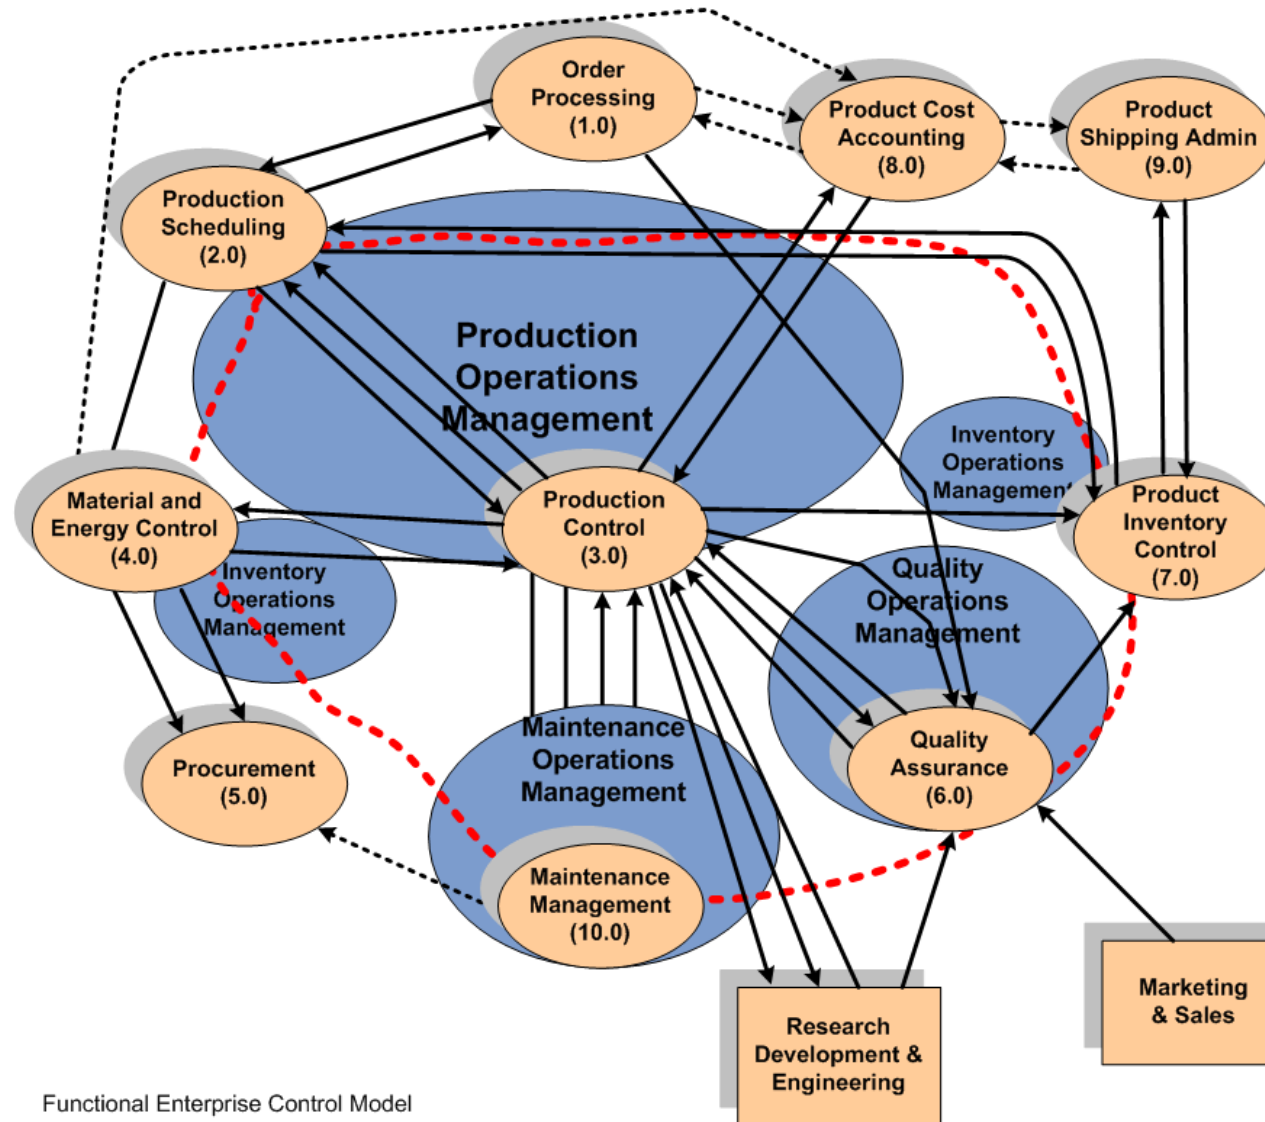 Order
Processing
(1.0)
Product Cost
Accounting
(8.0)
Product
Shipping Admin
(9.0)
Production
Scheduling
(2.0)
Production
Operations
Management
Inventory
Operations
Management
Material and
Energy Control
(4.0)
Production
Control
(3.0)
Product
Inventory
Control
(7.0)
Inventory
Operations
Management
Quality
Operations
Management
Procurement
(5.0)
Maintenance
Operations
Management
Quality
Assurance
(6.0)
Maintenance
Management
(10.0)
Marketing
& Sales
Research
Development &
Engineering
Functional Enterprise Control Model